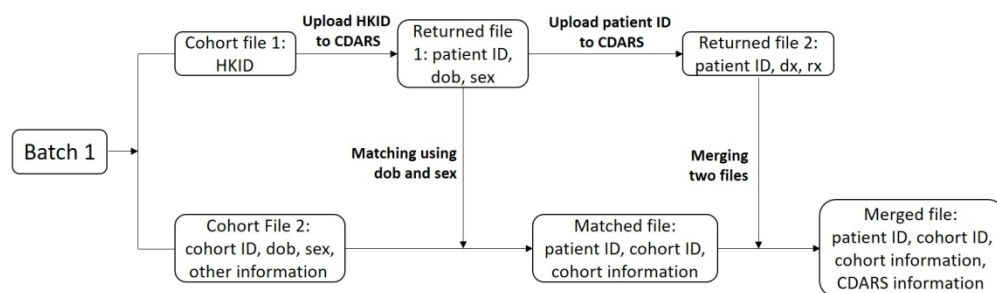 Upload HKID
to CDARS
Upload patient ID
to CDARS
Cohort file 1:
HKID
Returned file
1: patient ID,
dob, sex
Returned file 2:
patient ID, dx, rx
Batch 1
Matching using
dob and sex
Merging
two files
Cohort File 2:
cohort ID, dob, sex,
other information
Matched file:
patient ID, cohort ID,
cohort information
Merged file:
patient ID, cohort ID,
cohort information,
CDARS information